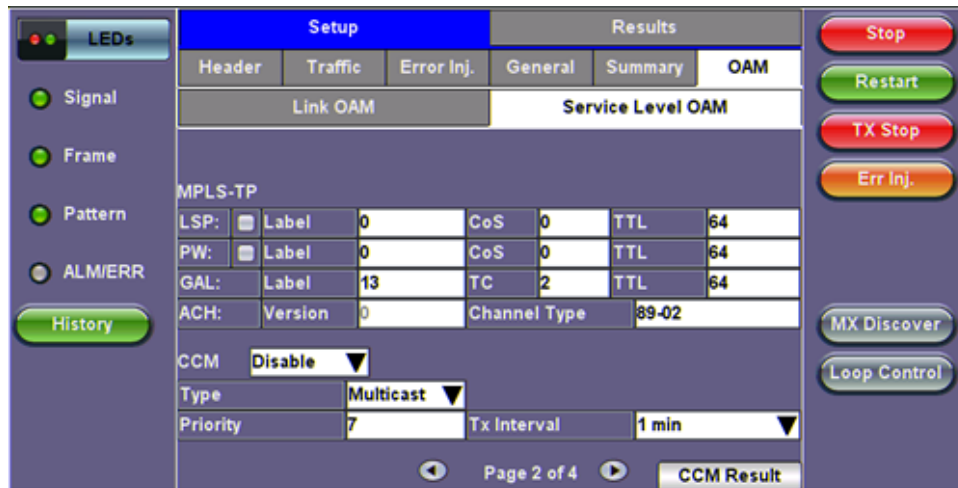 LEDs
Signal
Frame
Pattern
ALM/ERR
History
Setup Results
Header Traffic Error Inj. General Summary OAM
Link OAM Service Level OAM
MPLS-TP
LSP: Label 0 CoS 0 TTL 64
PW: Label 0 CoS 0 TTL 64
GAL: Label 13 TC 2 TTL 64
ACH: Version 0 Channel Type 89-02
CCM Disable
Type Multicast
Priority 7 Tx Interval 1 min
Page 2 of 4 CCM Result
Stop
Restart
TX Stop
Err Inj.
MX Discover
Loop Control